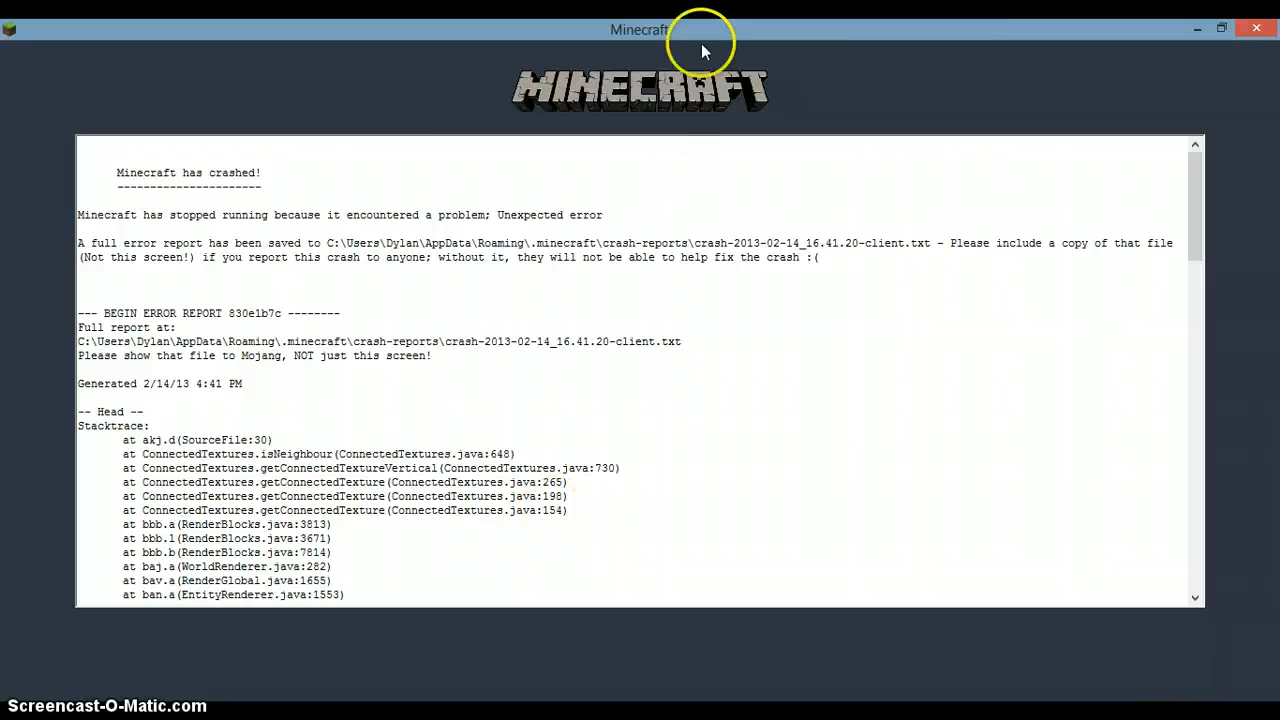 Minecraft
MINECRAFT
Minecraft has crashed!
----------------------
Minecraft has stopped running because it encountered a problem; Unexpected error
A full error report has been saved to C:\Users\Dylan\AppData\Roaming\.minecraft\crash-reports\crash-2013-02-14_16.41.20-client.txt - Please include a copy of that file
(Not this screen!) if you report this crash to anyone; without it, they will not be able to help fix the crash :(
--- BEGIN ERROR REPORT 830e1b7c --------
Full report at:
C:\Users\Dylan\AppData\Roaming\.minecraft\crash-reports\crash-2013-02-14_16.41.20-client.txt
Please show that file to Mojang, NOT just this screen!
Generated 2/14/13 4:41 PM
-- Head --
Stacktrace:
at akj.d(SourceFile:30)
at ConnectedTextures.isNeighbour(ConnectedTextures.java:648)
at ConnectedTextures.getConnectedTextureVertical(ConnectedTextures.java:730)
at ConnectedTextures.getConnectedTexture(ConnectedTextures.java:265)
at ConnectedTextures.getConnectedTexture(ConnectedTextures.java:198)
at ConnectedTextures.getConnectedTexture(ConnectedTextures.java:154)
at bbb.a(RenderBlocks.java:3813)
at bbb.l(RenderBlocks.java:3671)
at bbb.b(RenderBlocks.java:7814)
at baj.a(WorldRenderer.java:282)
at bav.a(RenderGlobal.java:1655)
at ban.a(EntityRenderer.java:1553)
Screencast-O-Matic.com